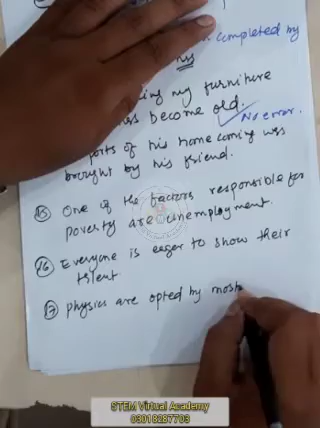 completed by
ing my furniture
become old.
No error.
of his home coming was
brought by his friend.
15 One of the factors responsible for
poverty are unemployment.
16 Everyone is eager to show their
talent.
17 Physics are opted by most
STEM Virtual Academy
03018287703